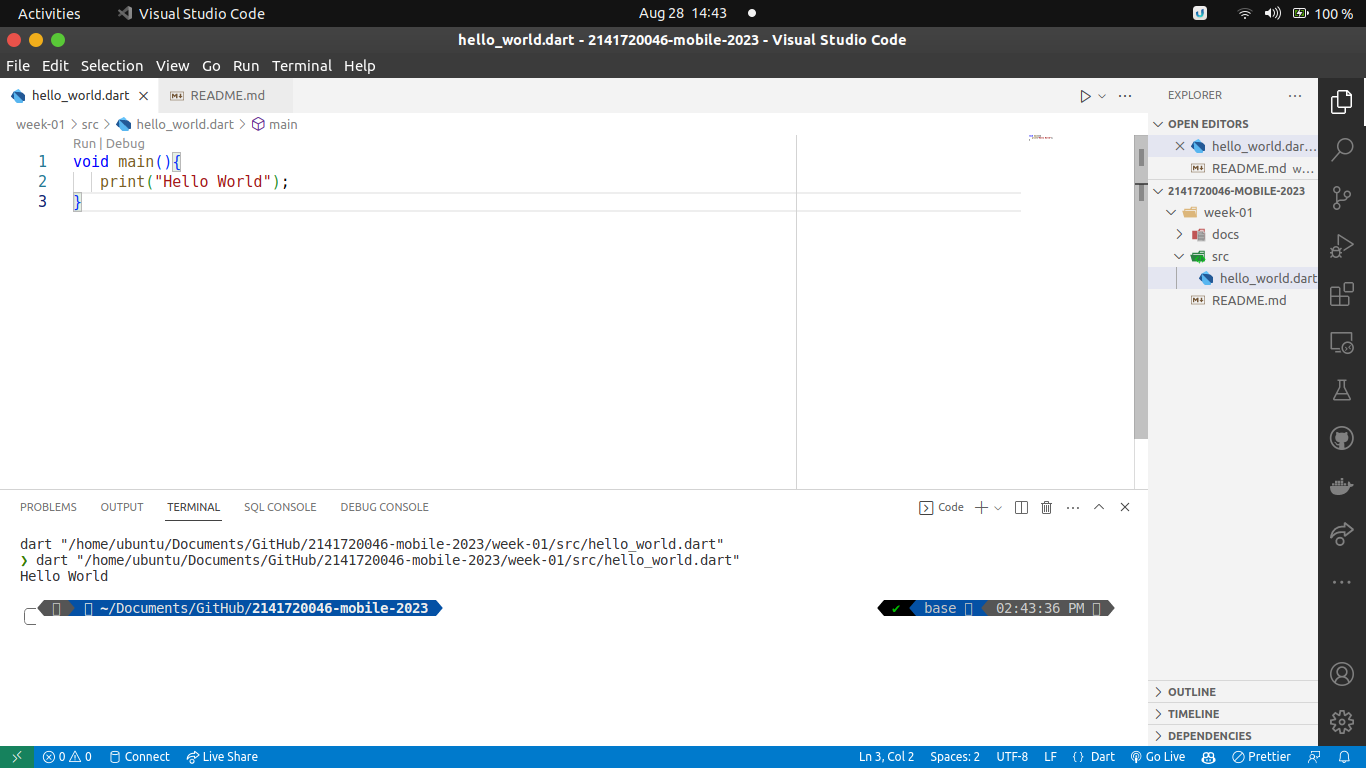 Activities Visual Studio Code Aug 28 14:43 100 %
hello_world.dart - 2141720046-mobile-2023 - Visual Studio Code
File Edit Selection View Go Run Terminal Help
hello_world.dart README.md
week-01 > src > hello_world.dart > main
Run | Debug
1 void main(){
2 print("Hello World");
3 }
PROBLEMS OUTPUT TERMINAL SQL CONSOLE DEBUG CONSOLE Code
dart "/home/ubuntu/Documents/GitHub/2141720046-mobile-2023/week-01/src/hello_world.dart"
❯ dart "/home/ubuntu/Documents/GitHub/2141720046-mobile-2023/week-01/src/hello_world.dart"
Hello World
~/Documents/GitHub/2141720046-mobile-2023 ✔ base 02:43:36 PM
EXPLORER
OPEN EDITORS
hello_world.dar...
README.md w...
2141720046-MOBILE-2023
week-01
docs
src
hello_world.dart
README.md
OUTLINE
TIMELINE
DEPENDENCIES
0 0 Connect Live Share Ln 3, Col 2 Spaces: 2 UTF-8 LF { } Dart Go Live Prettier